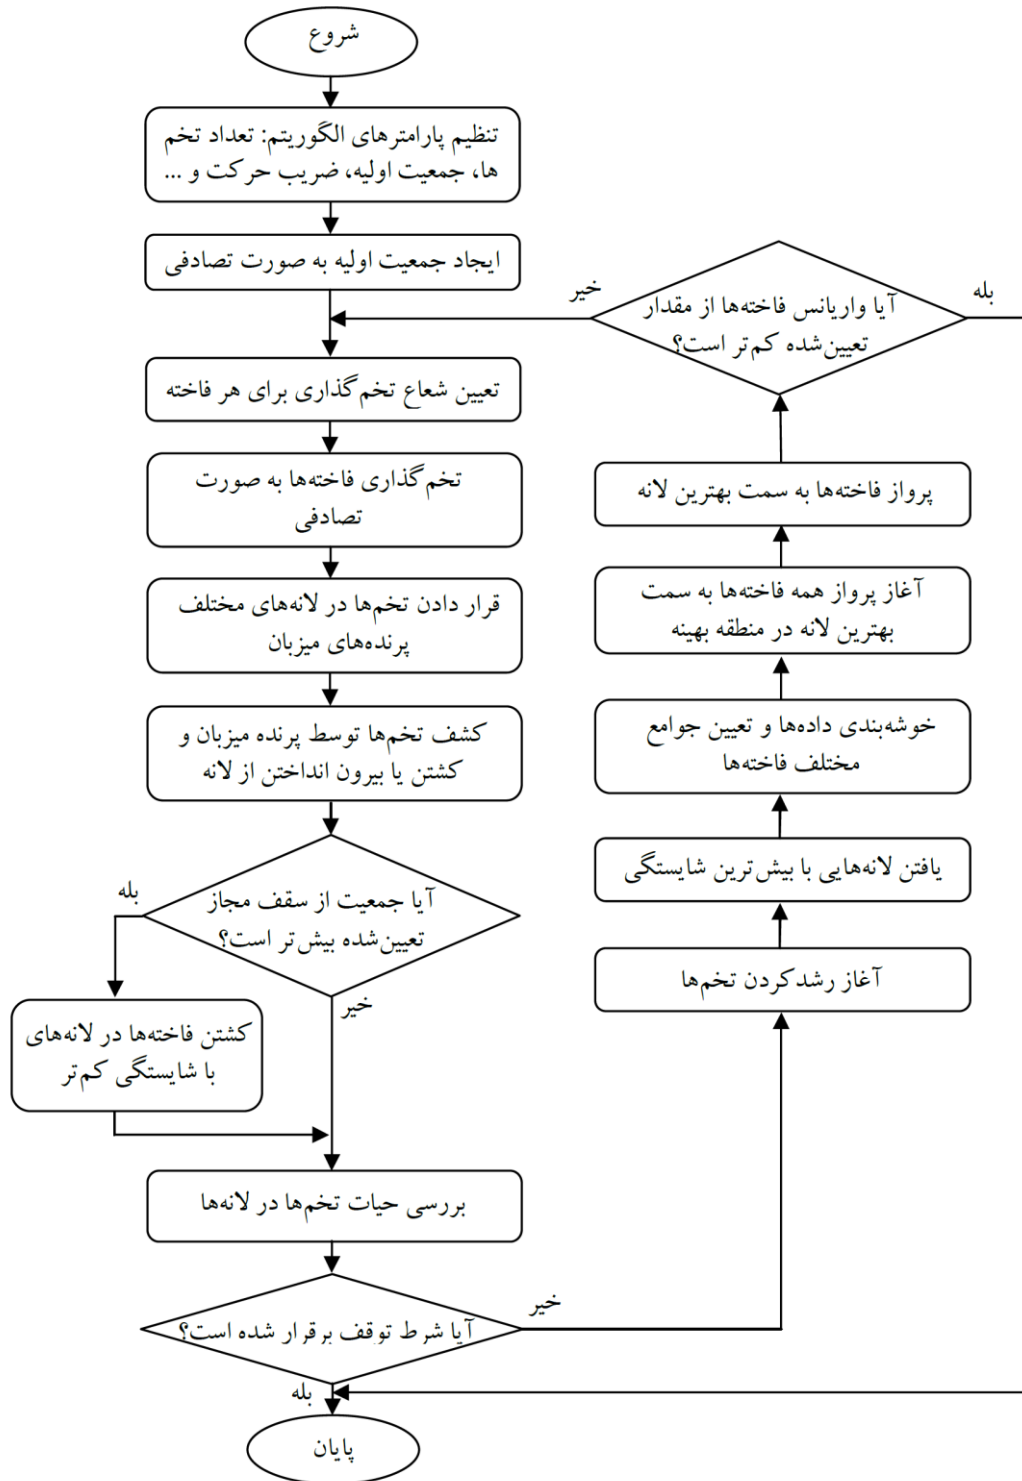 شروع
تنظیم پارامترهای الگوریتم: تعداد تخم
ها، جمعیت اولیه، ضریب حرکت و ...
ایجاد جمعیت اولیه به صورت تصادفی
تعیین شعاع تخم‌گذاری برای هر فاخته
تخم‌گذاری فاخته‌ها به صورت
تصادفی
قرار دادن تخم‌ها در لانه‌های مختلف
پرنده‌های میزبان
کشف تخم‌ها توسط پرنده میزبان و
کشتن یا بیرون انداختن از لانه
آیا جمعیت از سقف مجاز
تعیین‌شده بیش‌تر است؟
بله
خیر
کشتن فاخته‌ها در لانه‌های
با شایستگی کم‌تر
بررسی حیات تخم‌ها در لانه‌ها
آیا شرط توقف برقرار شده است؟
خیر
بله
پایان
آغاز رشدکردن تخم‌ها
یافتن لانه‌هایی با بیش‌ترین شایستگی
خوشه‌بندی داده‌ها و تعیین جوامع
مختلف فاخته‌ها
آغاز پرواز همه فاخته‌ها به سمت
بهترین لانه در منطقه بهینه
پرواز فاخته‌ها به سمت بهترین لانه
آیا واریانس فاخته‌ها از مقدار
تعیین‌شده کم‌تر است؟
خیر
بله